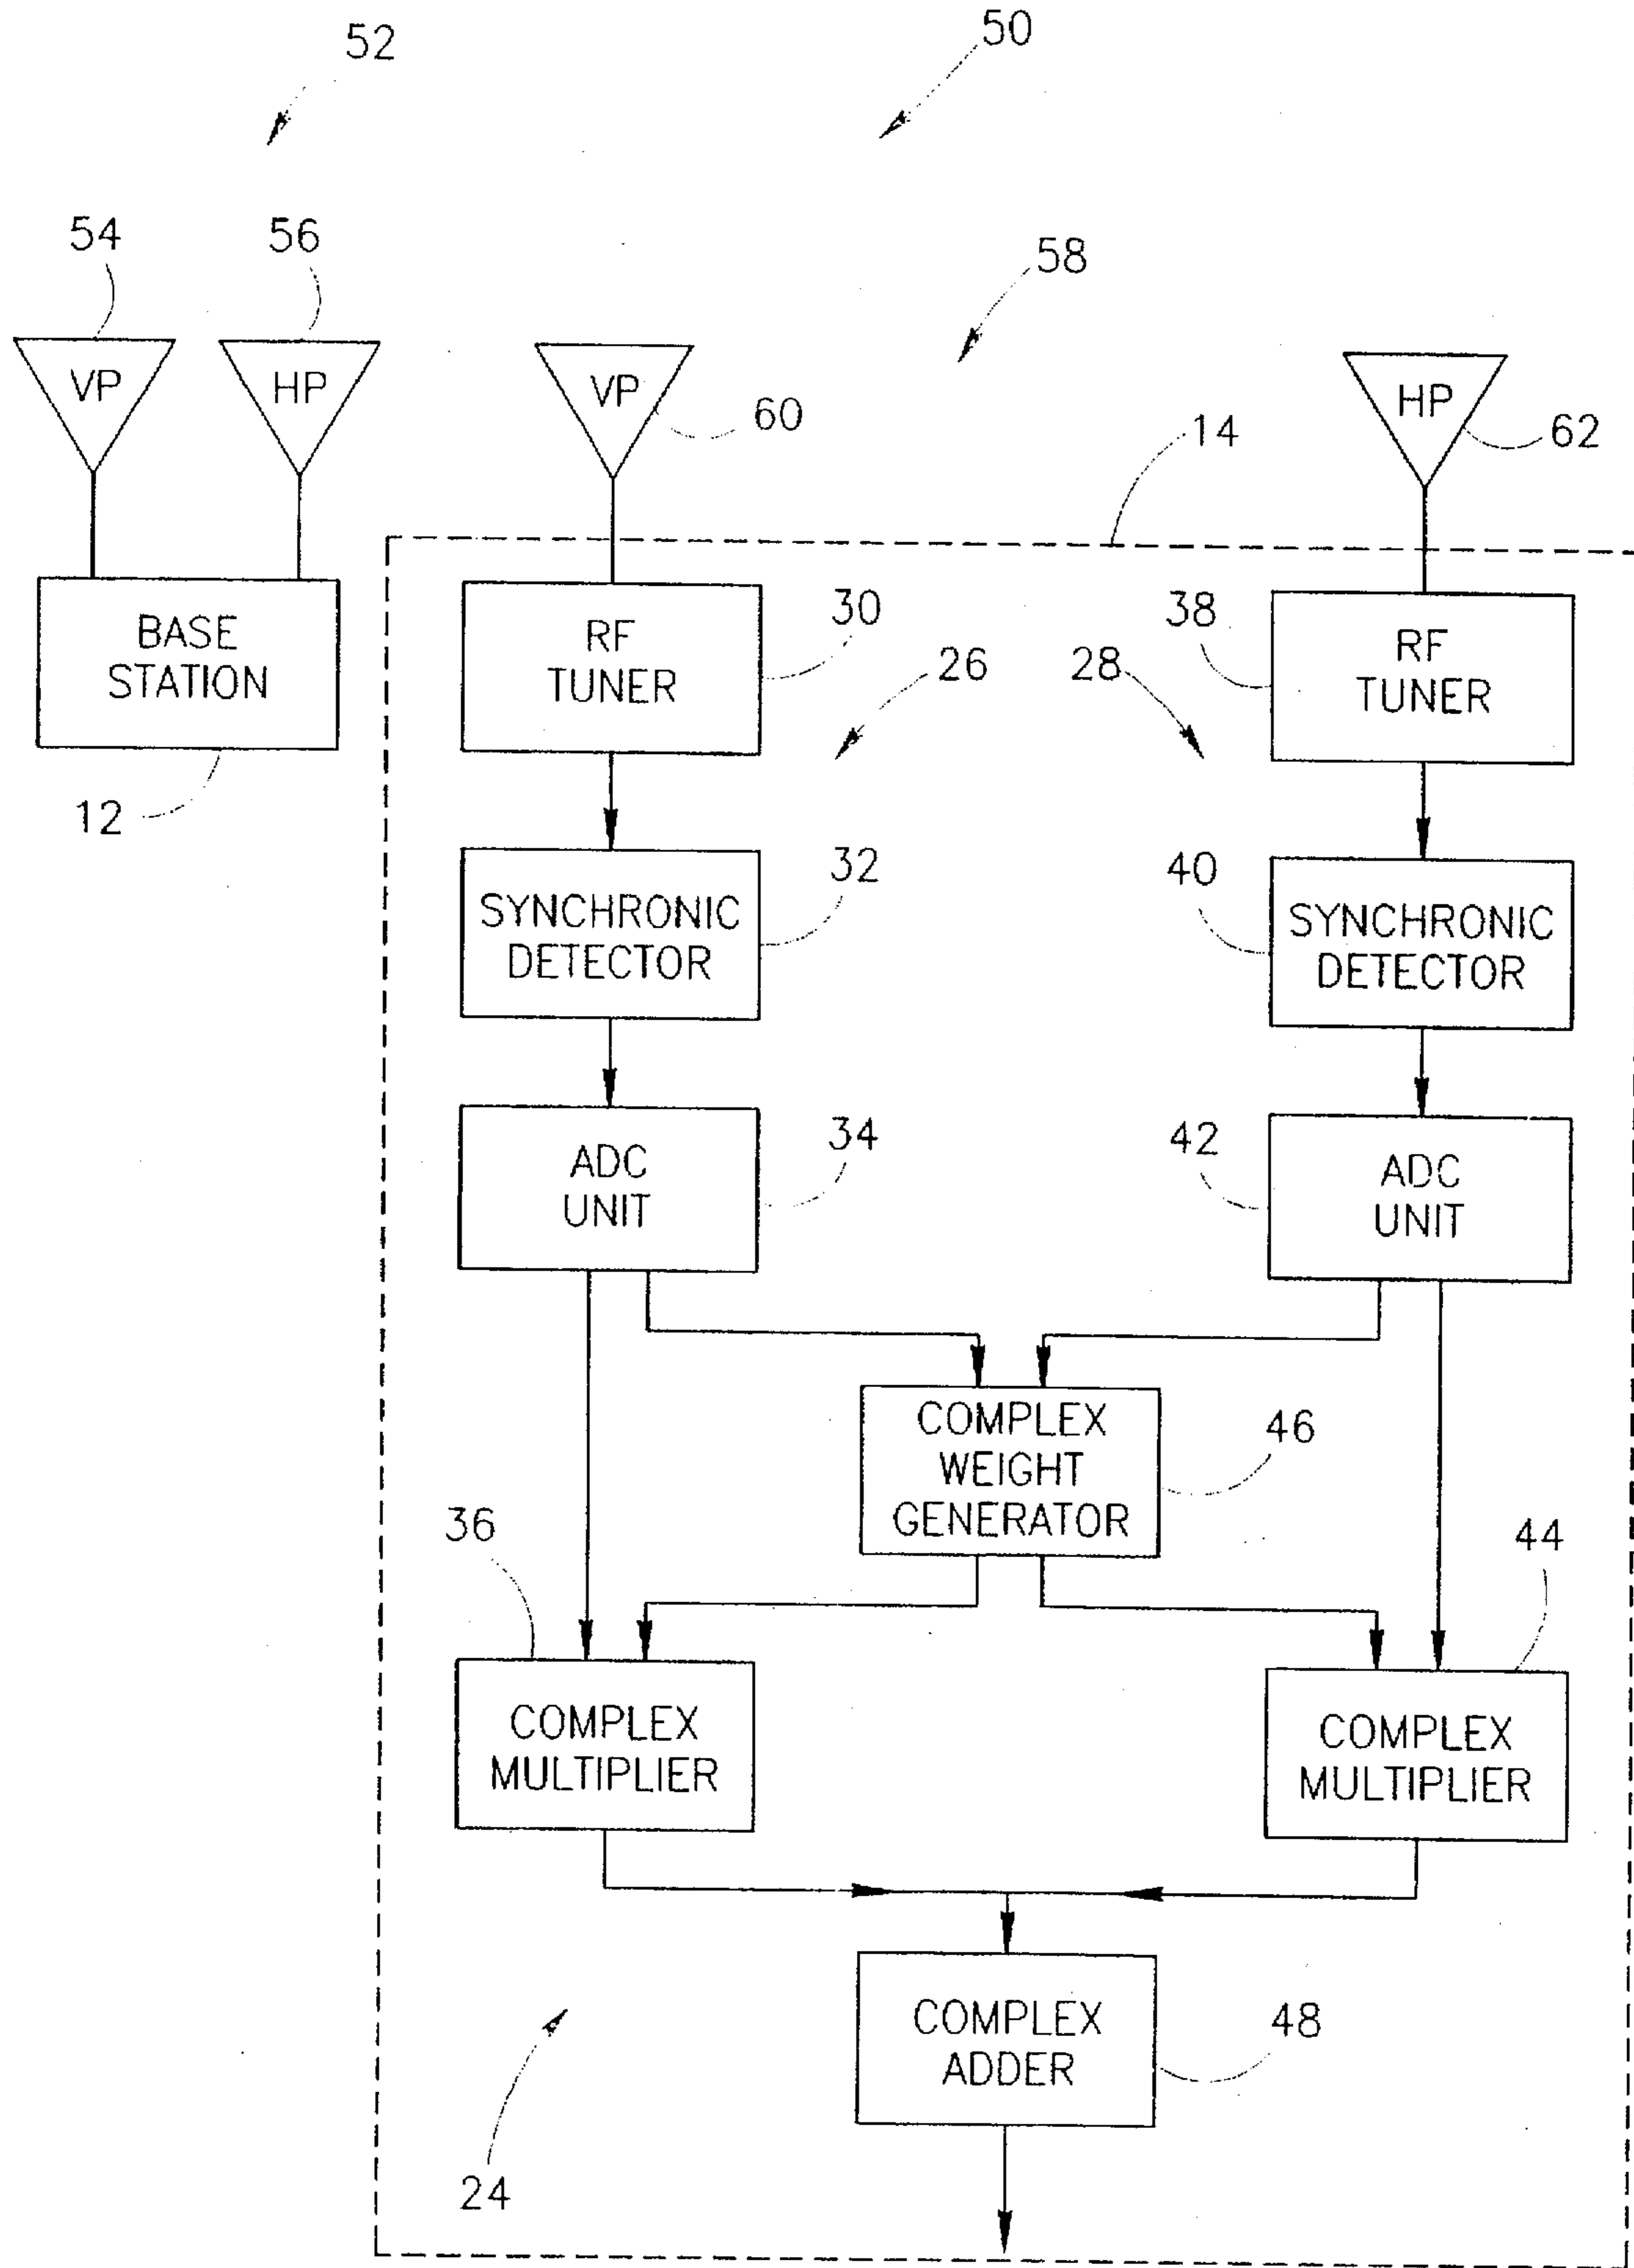 52
50
54
56
58
VP
HP
VP
60
HP
62
14
BASE
STATION
12
RF
TUNER
30
26
28
38
RF
TUNER
SYNCHRONIC
DETECTOR
32
40
SYNCHRONIC
DETECTOR
ADC
UNIT
34
42
ADC
UNIT
COMPLEX
WEIGHT
GENERATOR
46
36
44
COMPLEX
MULTIPLIER
COMPLEX
MULTIPLIER
COMPLEX
ADDER
48
24